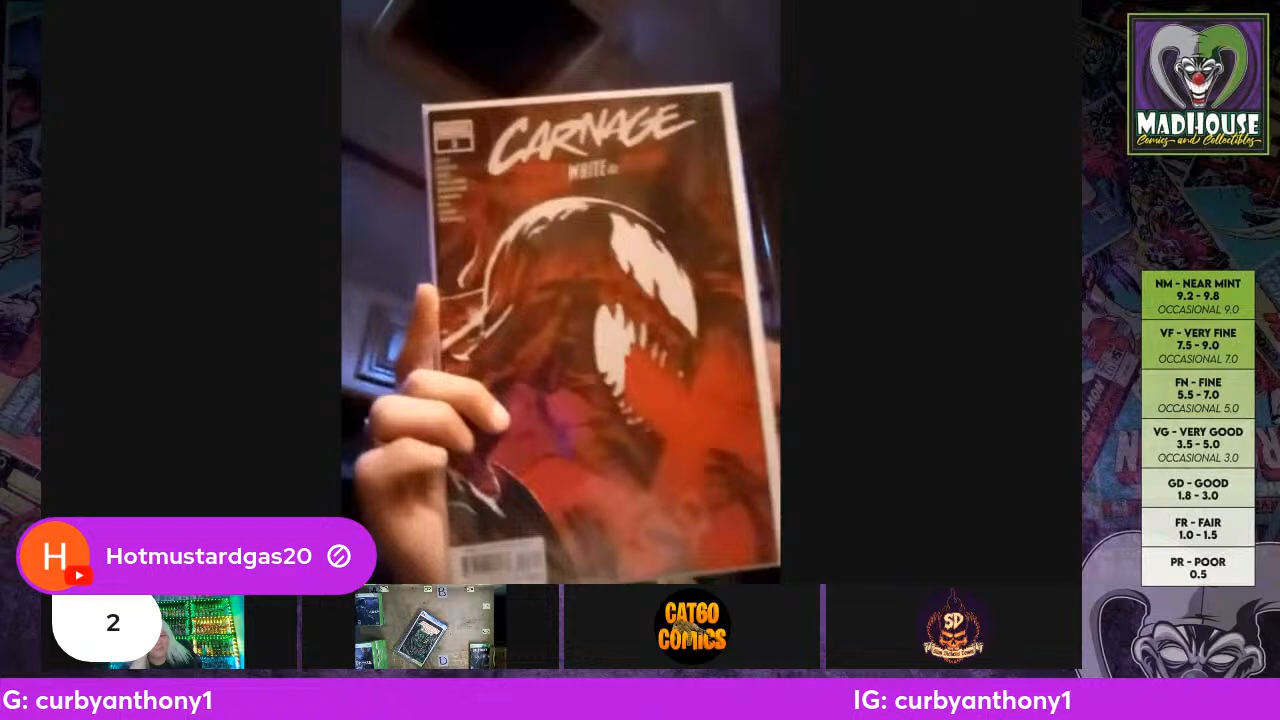 CARNAGE
WHITE
MADHOUSE
Comics and Collectibles
NM - NEAR MINT
9.2 - 9.8
OCCASIONAL 9.0
VF - VERY FINE
7.5 - 9.0
OCCASIONAL 7.0
FN - FINE
5.5 - 7.0
OCCASIONAL 5.0
VG - VERY GOOD
3.5 - 5.0
OCCASIONAL 3.0
GD - GOOD
1.8 - 3.0
FR - FAIR
1.0 - 1.5
PR - POOR
0.5
H
Hotmustardgas20
2
B
D
CAT60
COMICS
SD
G: curbyanthony1
IG: curbyanthony1